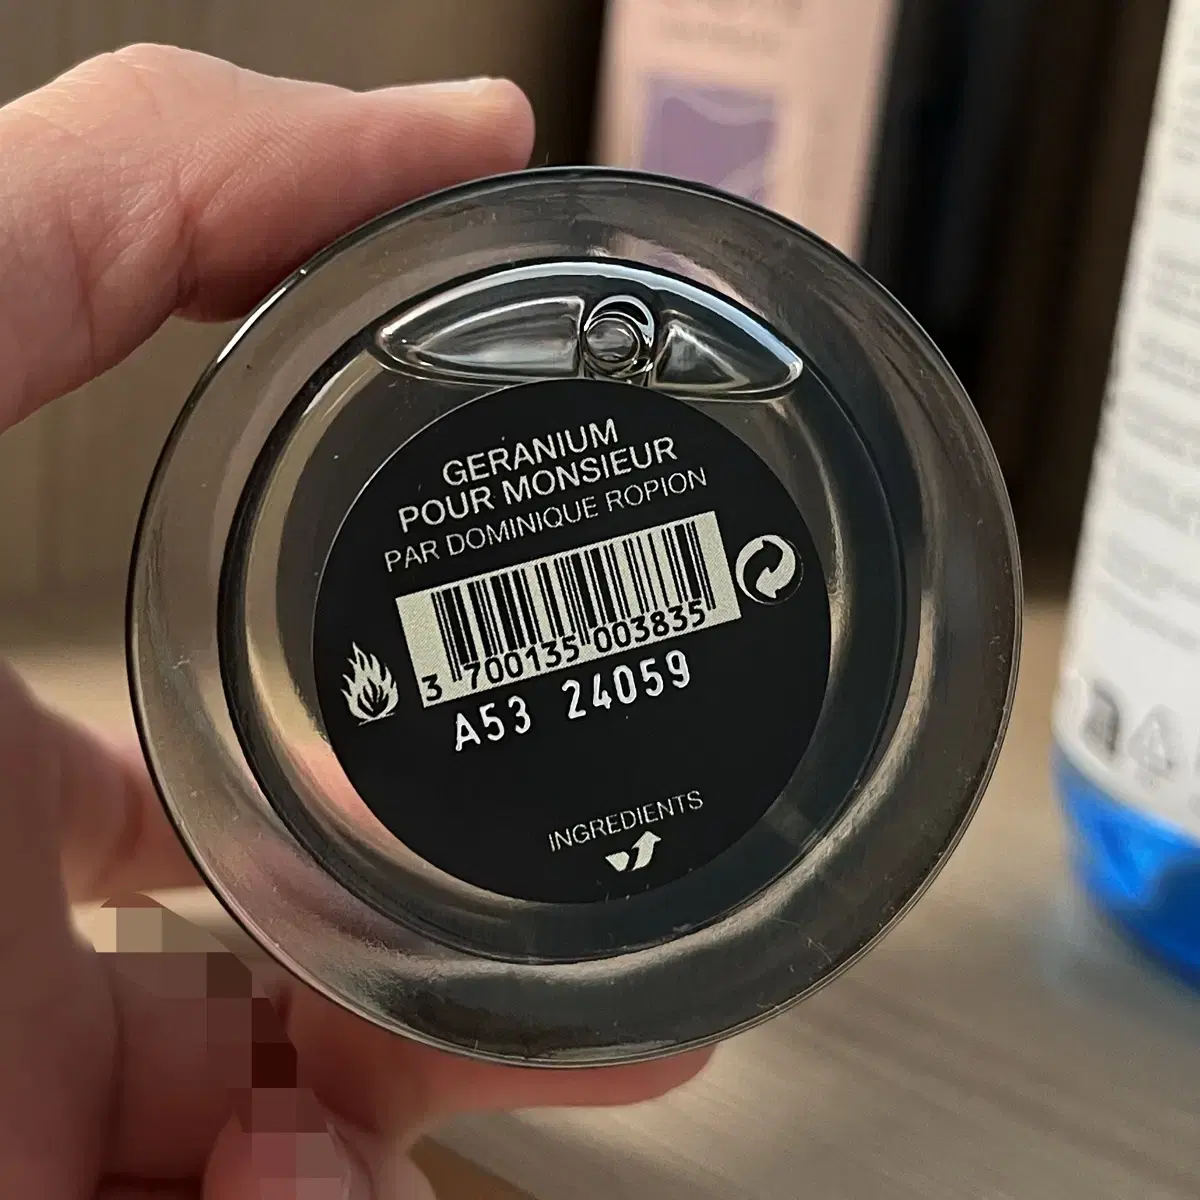 GERANIUM
POUR MONSIEUR
PAR DOMINIQUE ROPION
3 700135 003835
A53 24059
INGREDIENTS